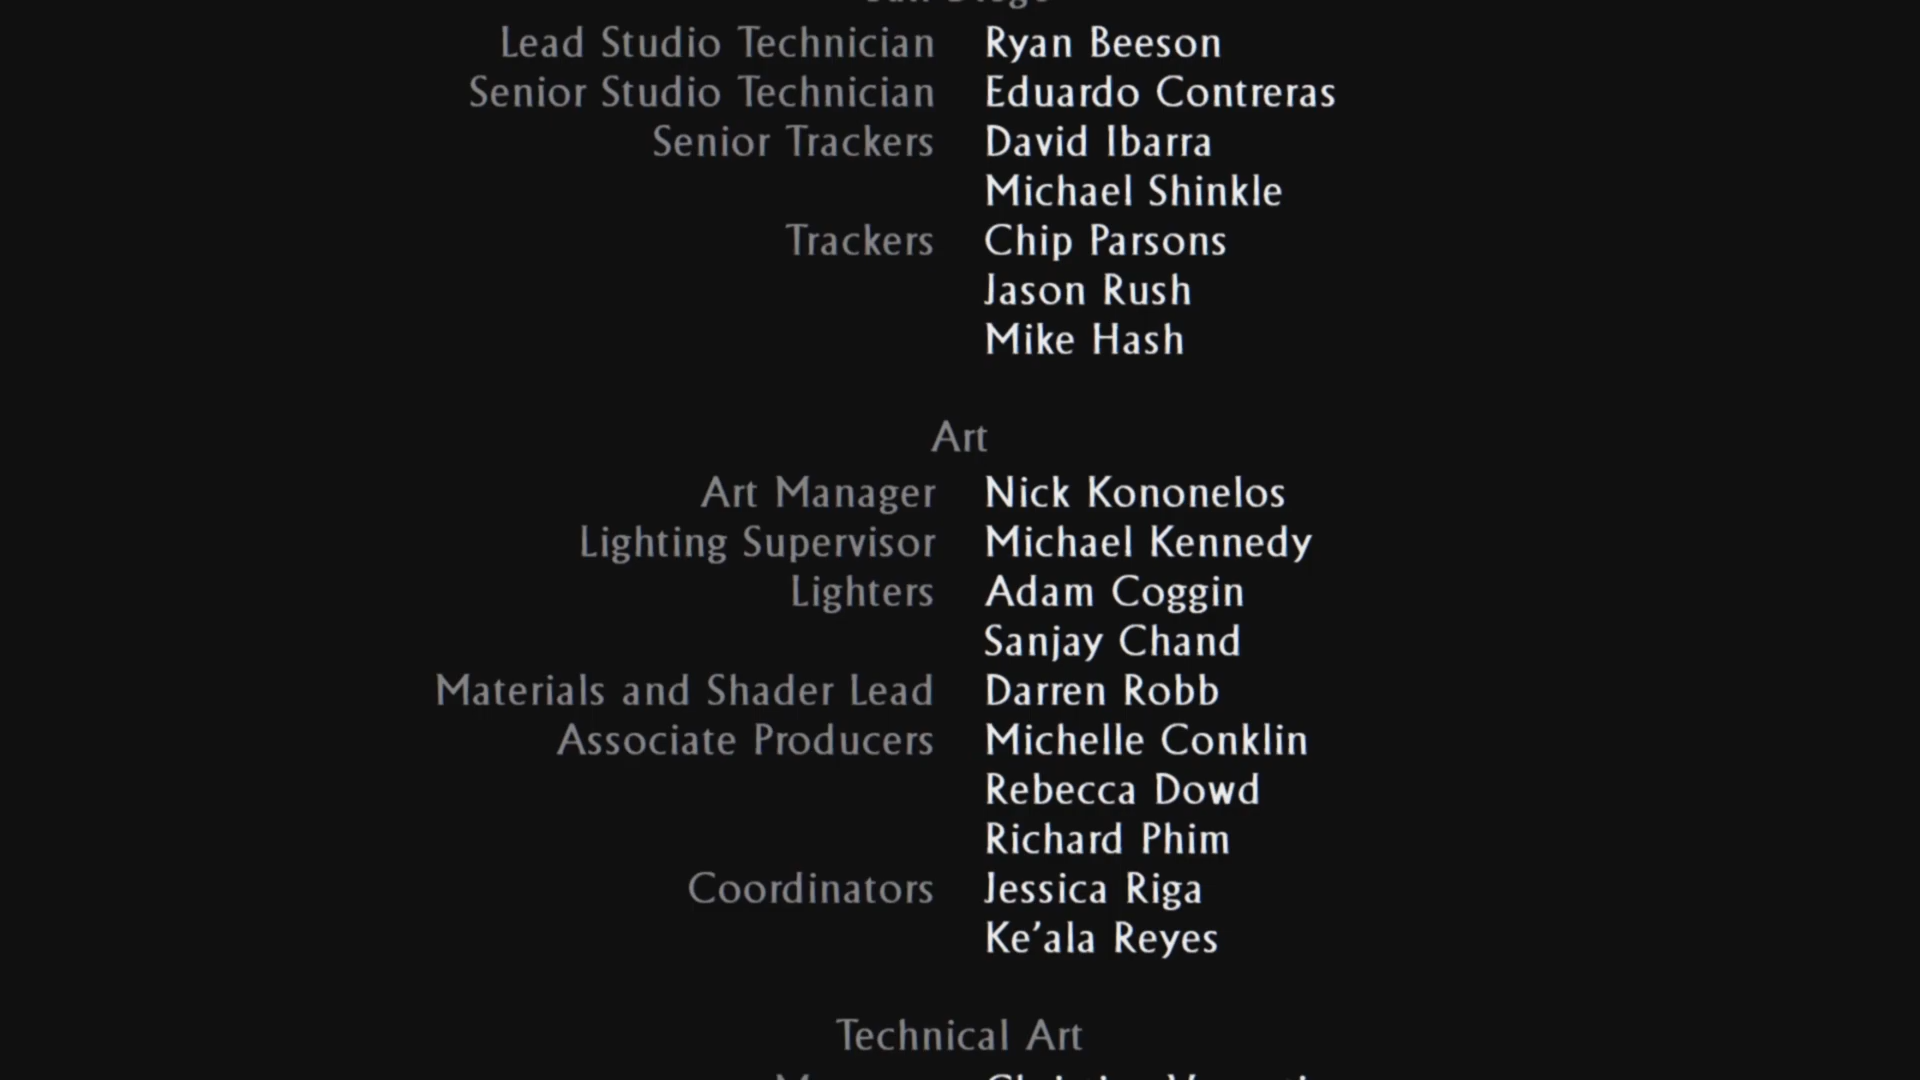 San Diego
Lead Studio Technician Ryan Beeson
Senior Studio Technician Eduardo Contreras
Senior Trackers David Ibarra
Michael Shinkle
Trackers Chip Parsons
Jason Rush
Mike Hash
Art
Art Manager Nick Kononelos
Lighting Supervisor Michael Kennedy
Lighters Adam Coggin
Sanjay Chand
Materials and Shader Lead Darren Robb
Associate Producers Michelle Conklin
Rebecca Dowd
Richard Phim
Coordinators Jessica Riga
Ke’ala Reyes
Technical Art